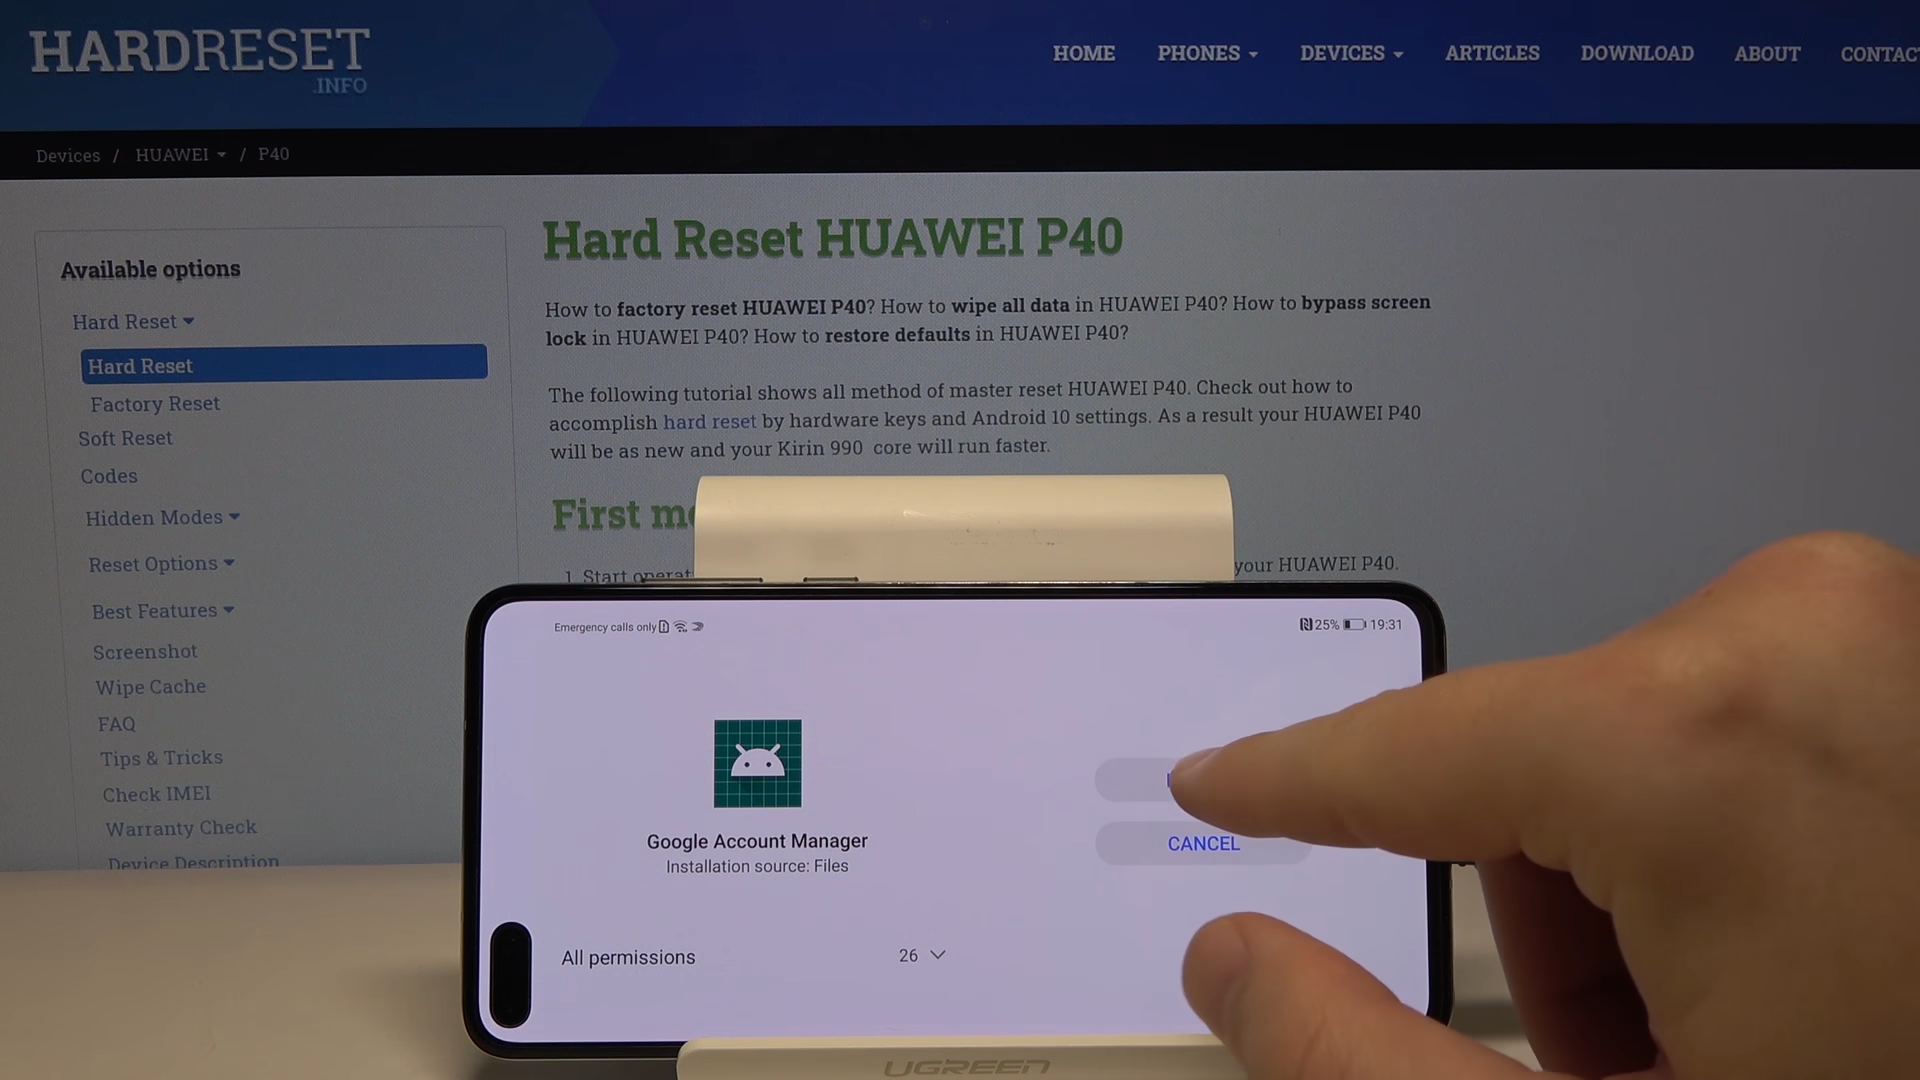 HARDRESET
.INFO
HOME PHONES DEVICES ARTICLES DOWNLOAD ABOUT
Devices / HUAWEI / P40
Available options
Hard Reset
Hard Reset
Factory Reset
Soft Reset
Codes
Hidden Modes
Reset Options
Best Features
Screenshot
Wipe Cache
FAQ
Tips & Tricks
Check IMEI
Warranty Check
Device Description
Hard Reset HUAWEI P40
How to factory reset HUAWEI P40? How to wipe all data in HUAWEI P40? How to bypass screen
lock in HUAWEI P40? How to restore defaults in HUAWEI P40?
The following tutorial shows all method of master reset HUAWEI P40. Check out how to
accomplish hard reset by hardware keys and Android 10 settings. As a result your HUAWEI P40
will be as new and your Kirin 990 core will run faster.
First
1. Start your HUAWEI P40.
Emergency calls only 25% 19:31
Google Account Manager
Installation source: Files
CANCEL
All permissions 26
UGREEN